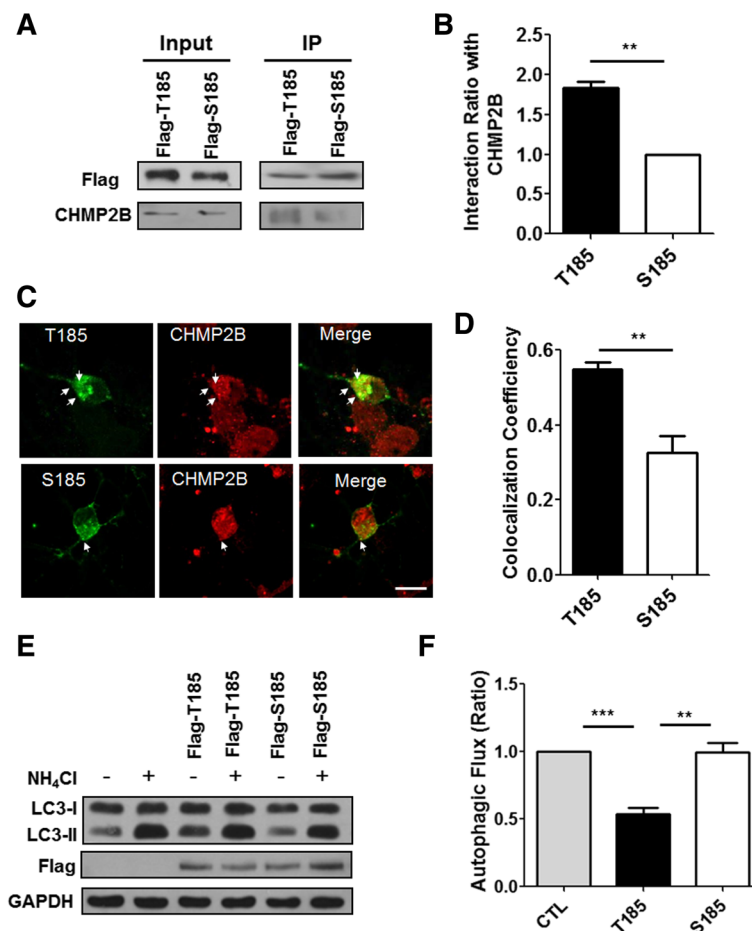 A
Input IP
Flag-T185 Flag-S185 Flag-T185 Flag-S185
Flag
CHMP2B
B
Interaction Ratio with
CHMP2B
**
2.5
2.0
1.5
1.0
0.5
0.0
T185 S185
C
T185 CHMP2B Merge
S185 CHMP2B Merge
D
Colocalization Coefficiency
**
0.6
0.4
0.2
0.0
T185 S185
E
Flag-T185 Flag-T185 Flag-S185 Flag-S185
NH₄Cl - + - + - +
LC3-I
LC3-II
Flag
GAPDH
F
Autophagic Flux (Ratio)
*** **
1.5
1.0
0.5
0.0
CTL T185 S185